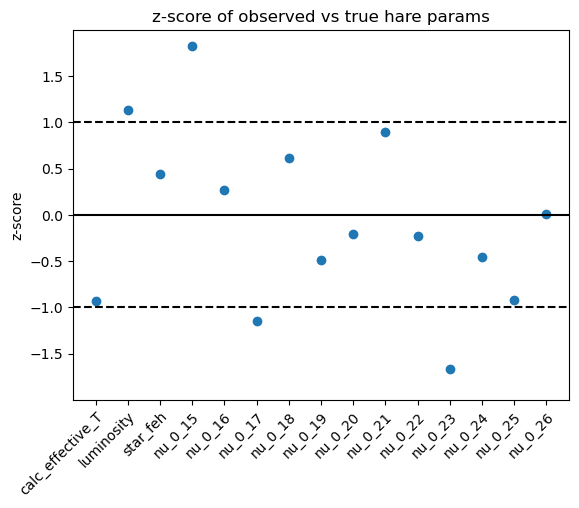 z-score of observed vs true hare params
z-score
1.5
1.0
0.5
0.0
−0.5
−1.0
−1.5
calc_effective_T
luminosity
star_feh
nu_0_15
nu_0_16
nu_0_17
nu_0_18
nu_0_19
nu_0_20
nu_0_21
nu_0_22
nu_0_23
nu_0_24
nu_0_25
nu_0_26